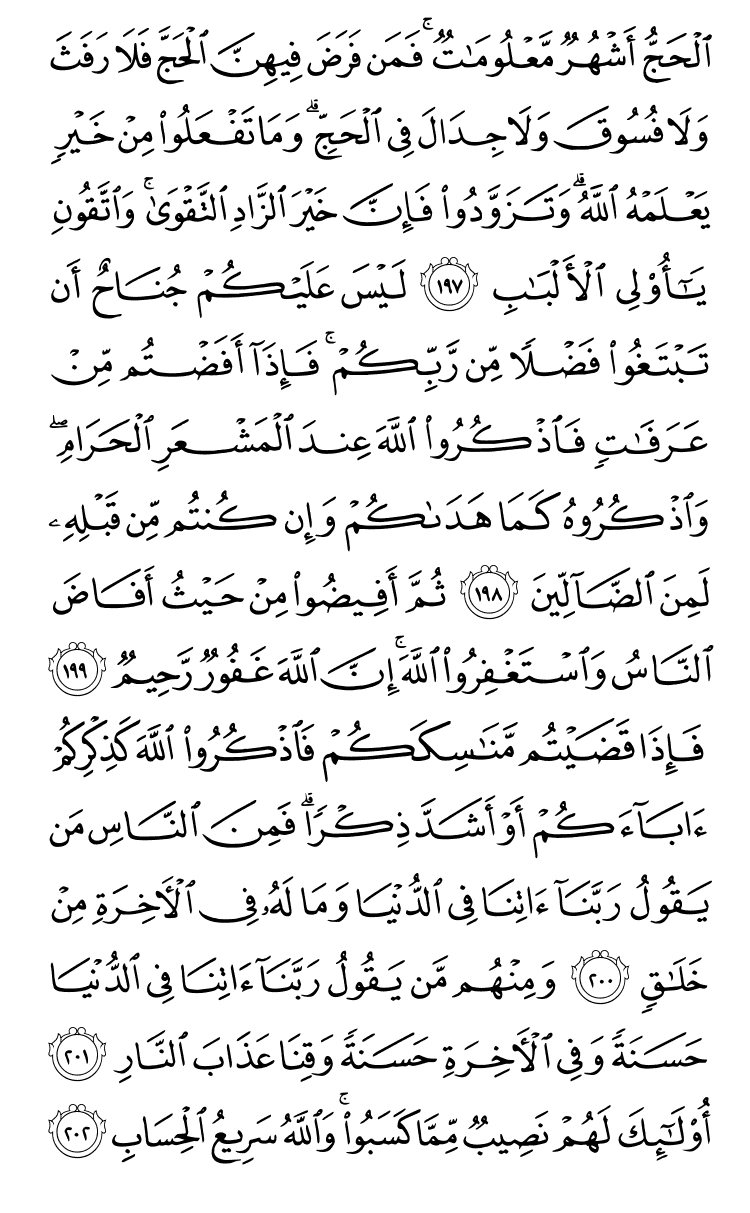 ٱلْحَجُّ أَشْهُرٌ مَّعْلُومَٰتٌ ۚ فَمَن فَرَضَ فِيهِنَّ ٱلْحَجَّ فَلَا رَفَثَ
وَلَا فُسُوقَ وَلَا جِدَالَ فِى ٱلْحَجِّ ۗ وَمَا تَفْعَلُوا۟ مِنْ خَيْرٍ
يَعْلَمْهُ ٱللَّهُ ۗ وَتَزَوَّدُوا۟ فَإِنَّ خَيْرَ ٱلزَّادِ ٱلتَّقْوَىٰ ۚ وَٱتَّقُونِ
يَٰٓأُو۟لِى ٱلْأَلْبَٰبِ ١٩٧ لَيْسَ عَلَيْكُمْ جُنَاحٌ أَن
تَبْتَغُوا۟ فَضْلًا مِّن رَّبِّكُمْ ۚ فَإِذَآ أَفَضْتُم مِّنْ
عَرَفَٰتٍ فَٱذْكُرُوا۟ ٱللَّهَ عِندَ ٱلْمَشْعَرِ ٱلْحَرَامِ ۖ
وَٱذْكُرُوهُ كَمَا هَدَىٰكُمْ وَإِن كُنتُم مِّن قَبْلِهِۦ
لَمِنَ ٱلضَّآلِّينَ ١٩٨ ثُمَّ أَفِيضُوا۟ مِنْ حَيْثُ أَفَاضَ
ٱلنَّاسُ وَٱسْتَغْفِرُوا۟ ٱللَّهَ ۚ إِنَّ ٱللَّهَ غَفُورٌ رَّحِيمٌ ١٩٩
فَإِذَا قَضَيْتُم مَّنَٰسِكَكُمْ فَٱذْكُرُوا۟ ٱللَّهَ كَذِكْرِكُمْ
ءَابَآءَكُمْ أَوْ أَشَدَّ ذِكْرًا ۗ فَمِنَ ٱلنَّاسِ مَن
يَقُولُ رَبَّنَآ ءَاتِنَا فِى ٱلدُّنْيَا وَمَا لَهُۥ فِى ٱلْءَاخِرَةِ مِنْ
خَلَٰقٍ ٢٠٠ وَمِنْهُم مَّن يَقُولُ رَبَّنَآ ءَاتِنَا فِى ٱلدُّنْيَا
حَسَنَةً وَفِى ٱلْءَاخِرَةِ حَسَنَةً وَقِنَا عَذَابَ ٱلنَّارِ ٢٠١
أُو۟لَٰٓئِكَ لَهُمْ نَصِيبٌ مِّمَّا كَسَبُوا۟ ۚ وَٱللَّهُ سَرِيعُ ٱلْحِسَابِ ٢٠٢